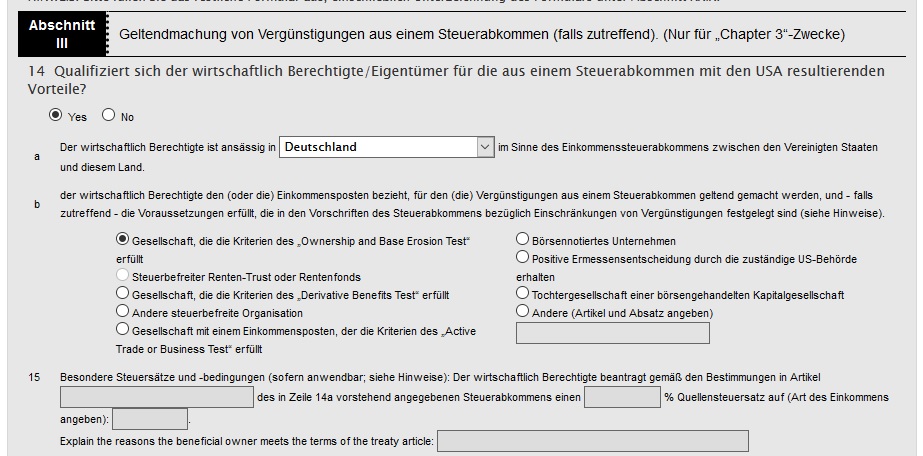 Abschnitt
III
Geltendmachung von Vergünstigungen aus einem Steuerabkommen (falls zutreffend). (Nur für „Chapter 3“-Zwecke)
14 Qualifiziert sich der wirtschaftlich Berechtigte/Eigentümer für die aus einem Steuerabkommen mit den USA resultierenden
Vorteile?
Yes No
a Der wirtschaftlich Berechtigte ist ansässig in Deutschland im Sinne des Einkommenssteuerabkommens zwischen den Vereinigten Staaten
und diesem Land.
b der wirtschaftlich Berechtigte den (oder die) Einkommensposten bezieht, für den (die) Vergünstigungen aus einem Steuerabkommen geltend gemacht werden, und - falls
zutreffend - die Voraussetzungen erfüllt, die in den Vorschriften des Steuerabkommens bezüglich Einschränkungen von Vergünstigungen festgelegt sind (siehe Hinweise).
Gesellschaft, die die Kriterien des „Ownership and Base Erosion Test“
erfüllt
Steuerbefreiter Renten-Trust oder Rentenfonds
Gesellschaft, die die Kriterien des „Derivative Benefits Test“ erfüllt
Andere steuerbefreite Organisation
Gesellschaft mit einem Einkommensposten, der die Kriterien des „Active
Trade or Business Test“ erfüllt
Börsennotiertes Unternehmen
Positive Ermessensentscheidung durch die zuständige US-Behörde
erhalten
Tochtergesellschaft einer börsengehandelten Kapitalgesellschaft
Andere (Artikel und Absatz angeben)
15 Besondere Steuersätze und -bedingungen (sofern anwendbar; siehe Hinweise): Der wirtschaftlich Berechtigte beantragt gemäß den Bestimmungen in Artikel
des in Zeile 14a vorstehend angegebenen Steuerabkommens einen % Quellensteuersatz auf (Art des Einkommens
angeben): .
Explain the reasons the beneficial owner meets the terms of the treaty article: